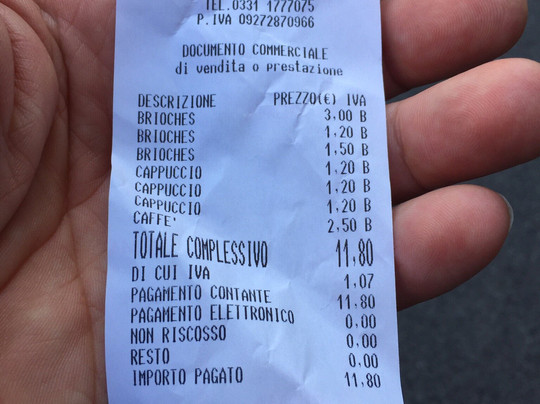 TEL.0331 1777075
P.IVA 09272870966
DOCUMENTO COMMERCIALE
di vendita o prestazione
DESCRIZIONE PREZZO(€) IVA
BRIOCHES 3,00 B
BRIOCHES 1,20 B
BRIOCHES 1,50 B
CAPPUCCIO 1,20 B
CAPPUCCIO 1,20 B
CAPPUCCIO 1,20 B
CAFFE' 2,50 B
TOTALE COMPLESSIVO 11,80
DI CUI IVA 1,07
PAGAMENTO CONTANTE 11,80
PAGAMENTO ELETTRONICO 0,00
NON RISCOSSO 0,00
RESTO 0,00
IMPORTO PAGATO 11,80